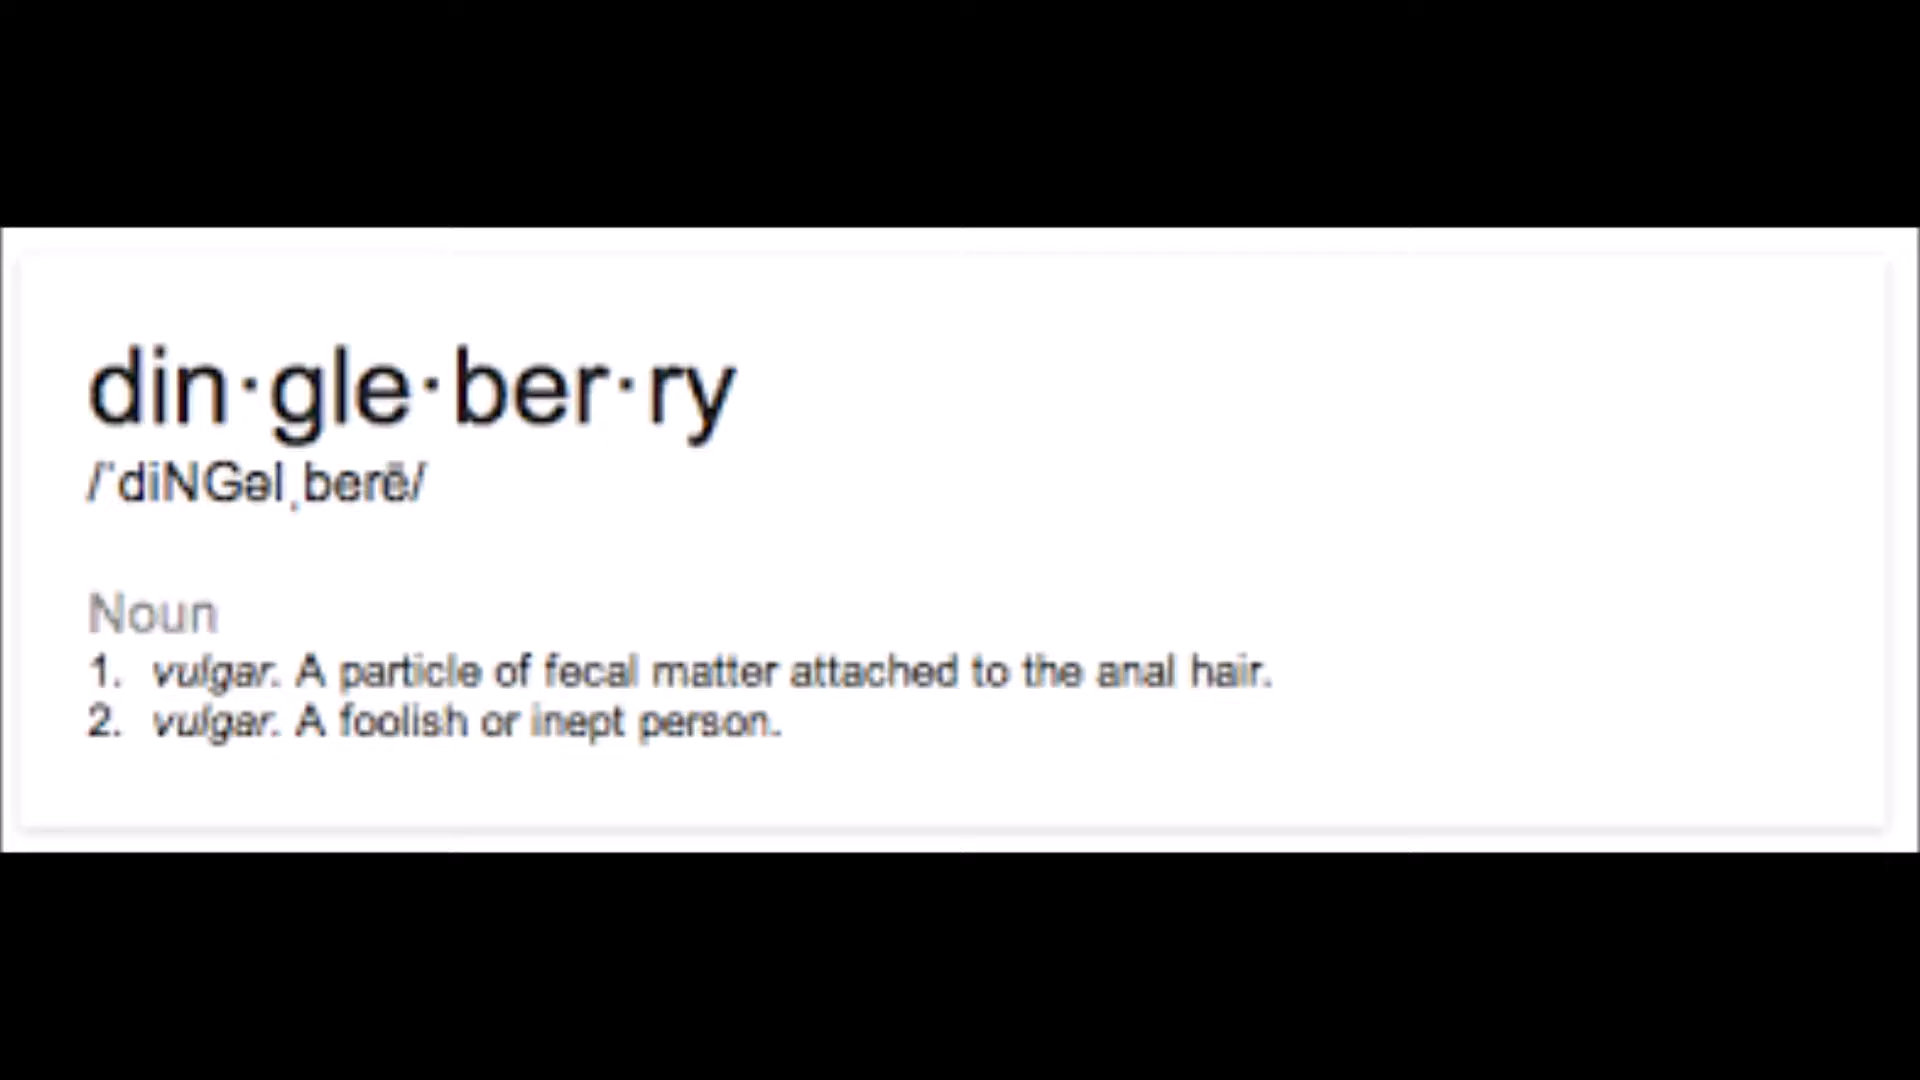 din·gle·ber·ry
/ˈdiNGəlˌberē/
Noun
1. vulgar. A particle of fecal matter attached to the anal hair.
2. vulgar. A foolish or inept person.